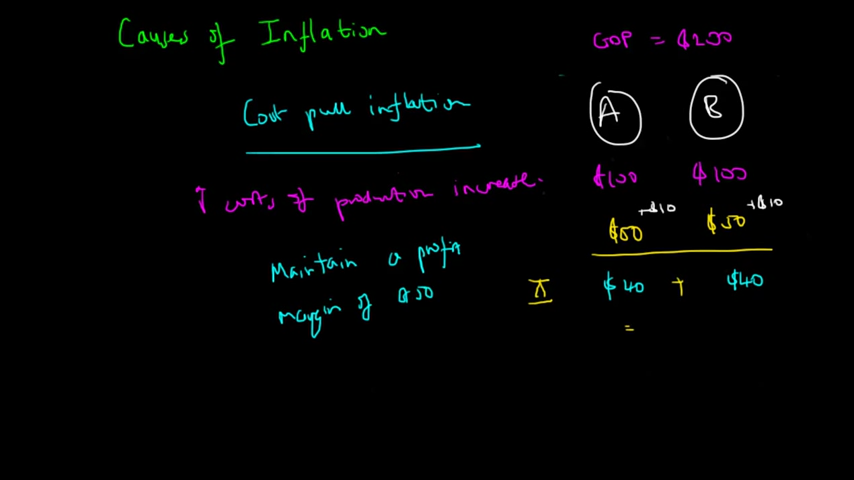 Causes of Inflation
GDP = $200
Cost pull inflation
A B
↑ costs of production increase.
$100 $100
$50 +$10 $50 +$10
Maintain a profit
margin of $50
π $40 + $40
=